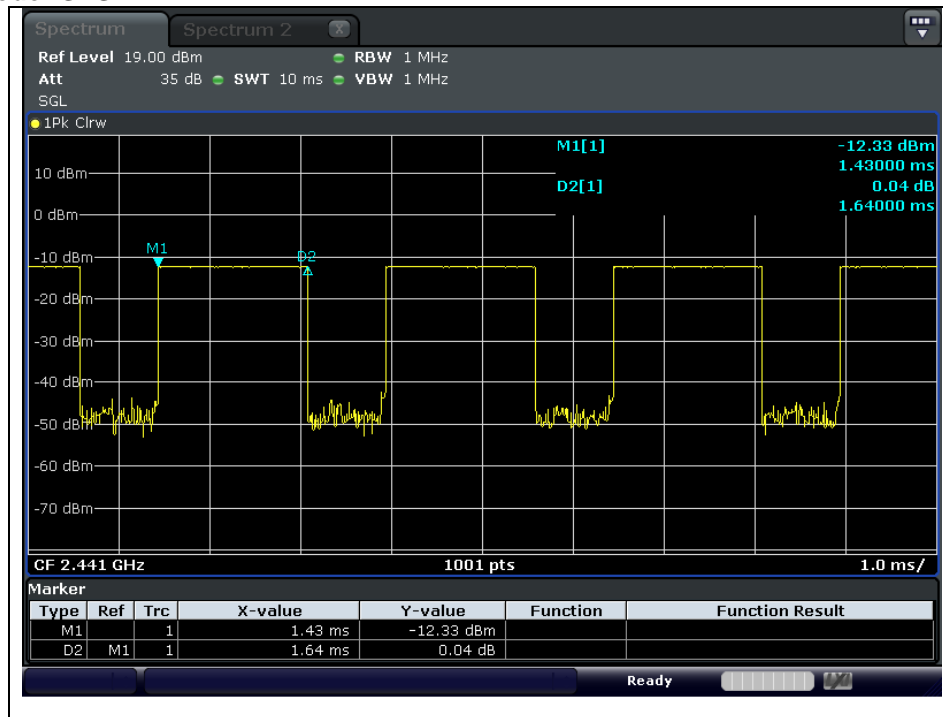 Spectrum Spectrum 2 X
Ref Level 19.00 dBm RBW 1 MHz
Att 35 dB SWT 10 ms VBW 1 MHz
SGL
1Pk Clrw
M1[1] -12.33 dBm
1.43000 ms
D2[1] 0.04 dB
1.64000 ms
10 dBm
0 dBm
M1
D2
-10 dBm
-20 dBm
-30 dBm
-40 dBm
-50 dBm
-60 dBm
-70 dBm
CF 2.441 GHz 1001 pts 1.0 ms/
Marker
Type Ref Trc X-value Y-value Function Function Result
M1 1 1.43 ms -12.33 dBm
D2 M1 1 1.64 ms 0.04 dB
Ready